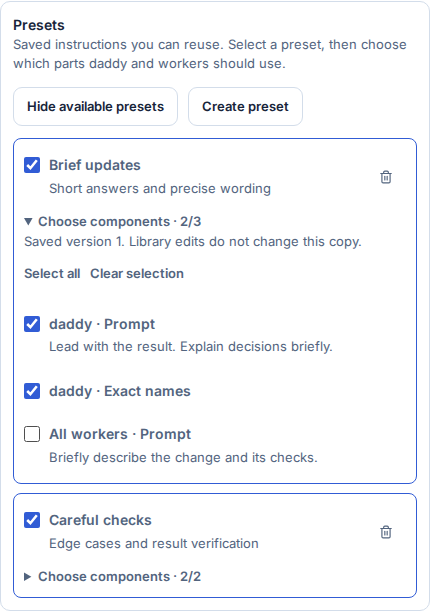 Presets
Saved instructions you can reuse. Select a preset, then choose
which parts daddy and workers should use.
Hide available presets Create preset
Brief updates
Short answers and precise wording
Choose components · 2/3
Saved version 1. Library edits do not change this copy.
Select all Clear selection
daddy · Prompt
Lead with the result. Explain decisions briefly.
daddy · Exact names
All workers · Prompt
Briefly describe the change and its checks.
Careful checks
Edge cases and result verification
Choose components · 2/2